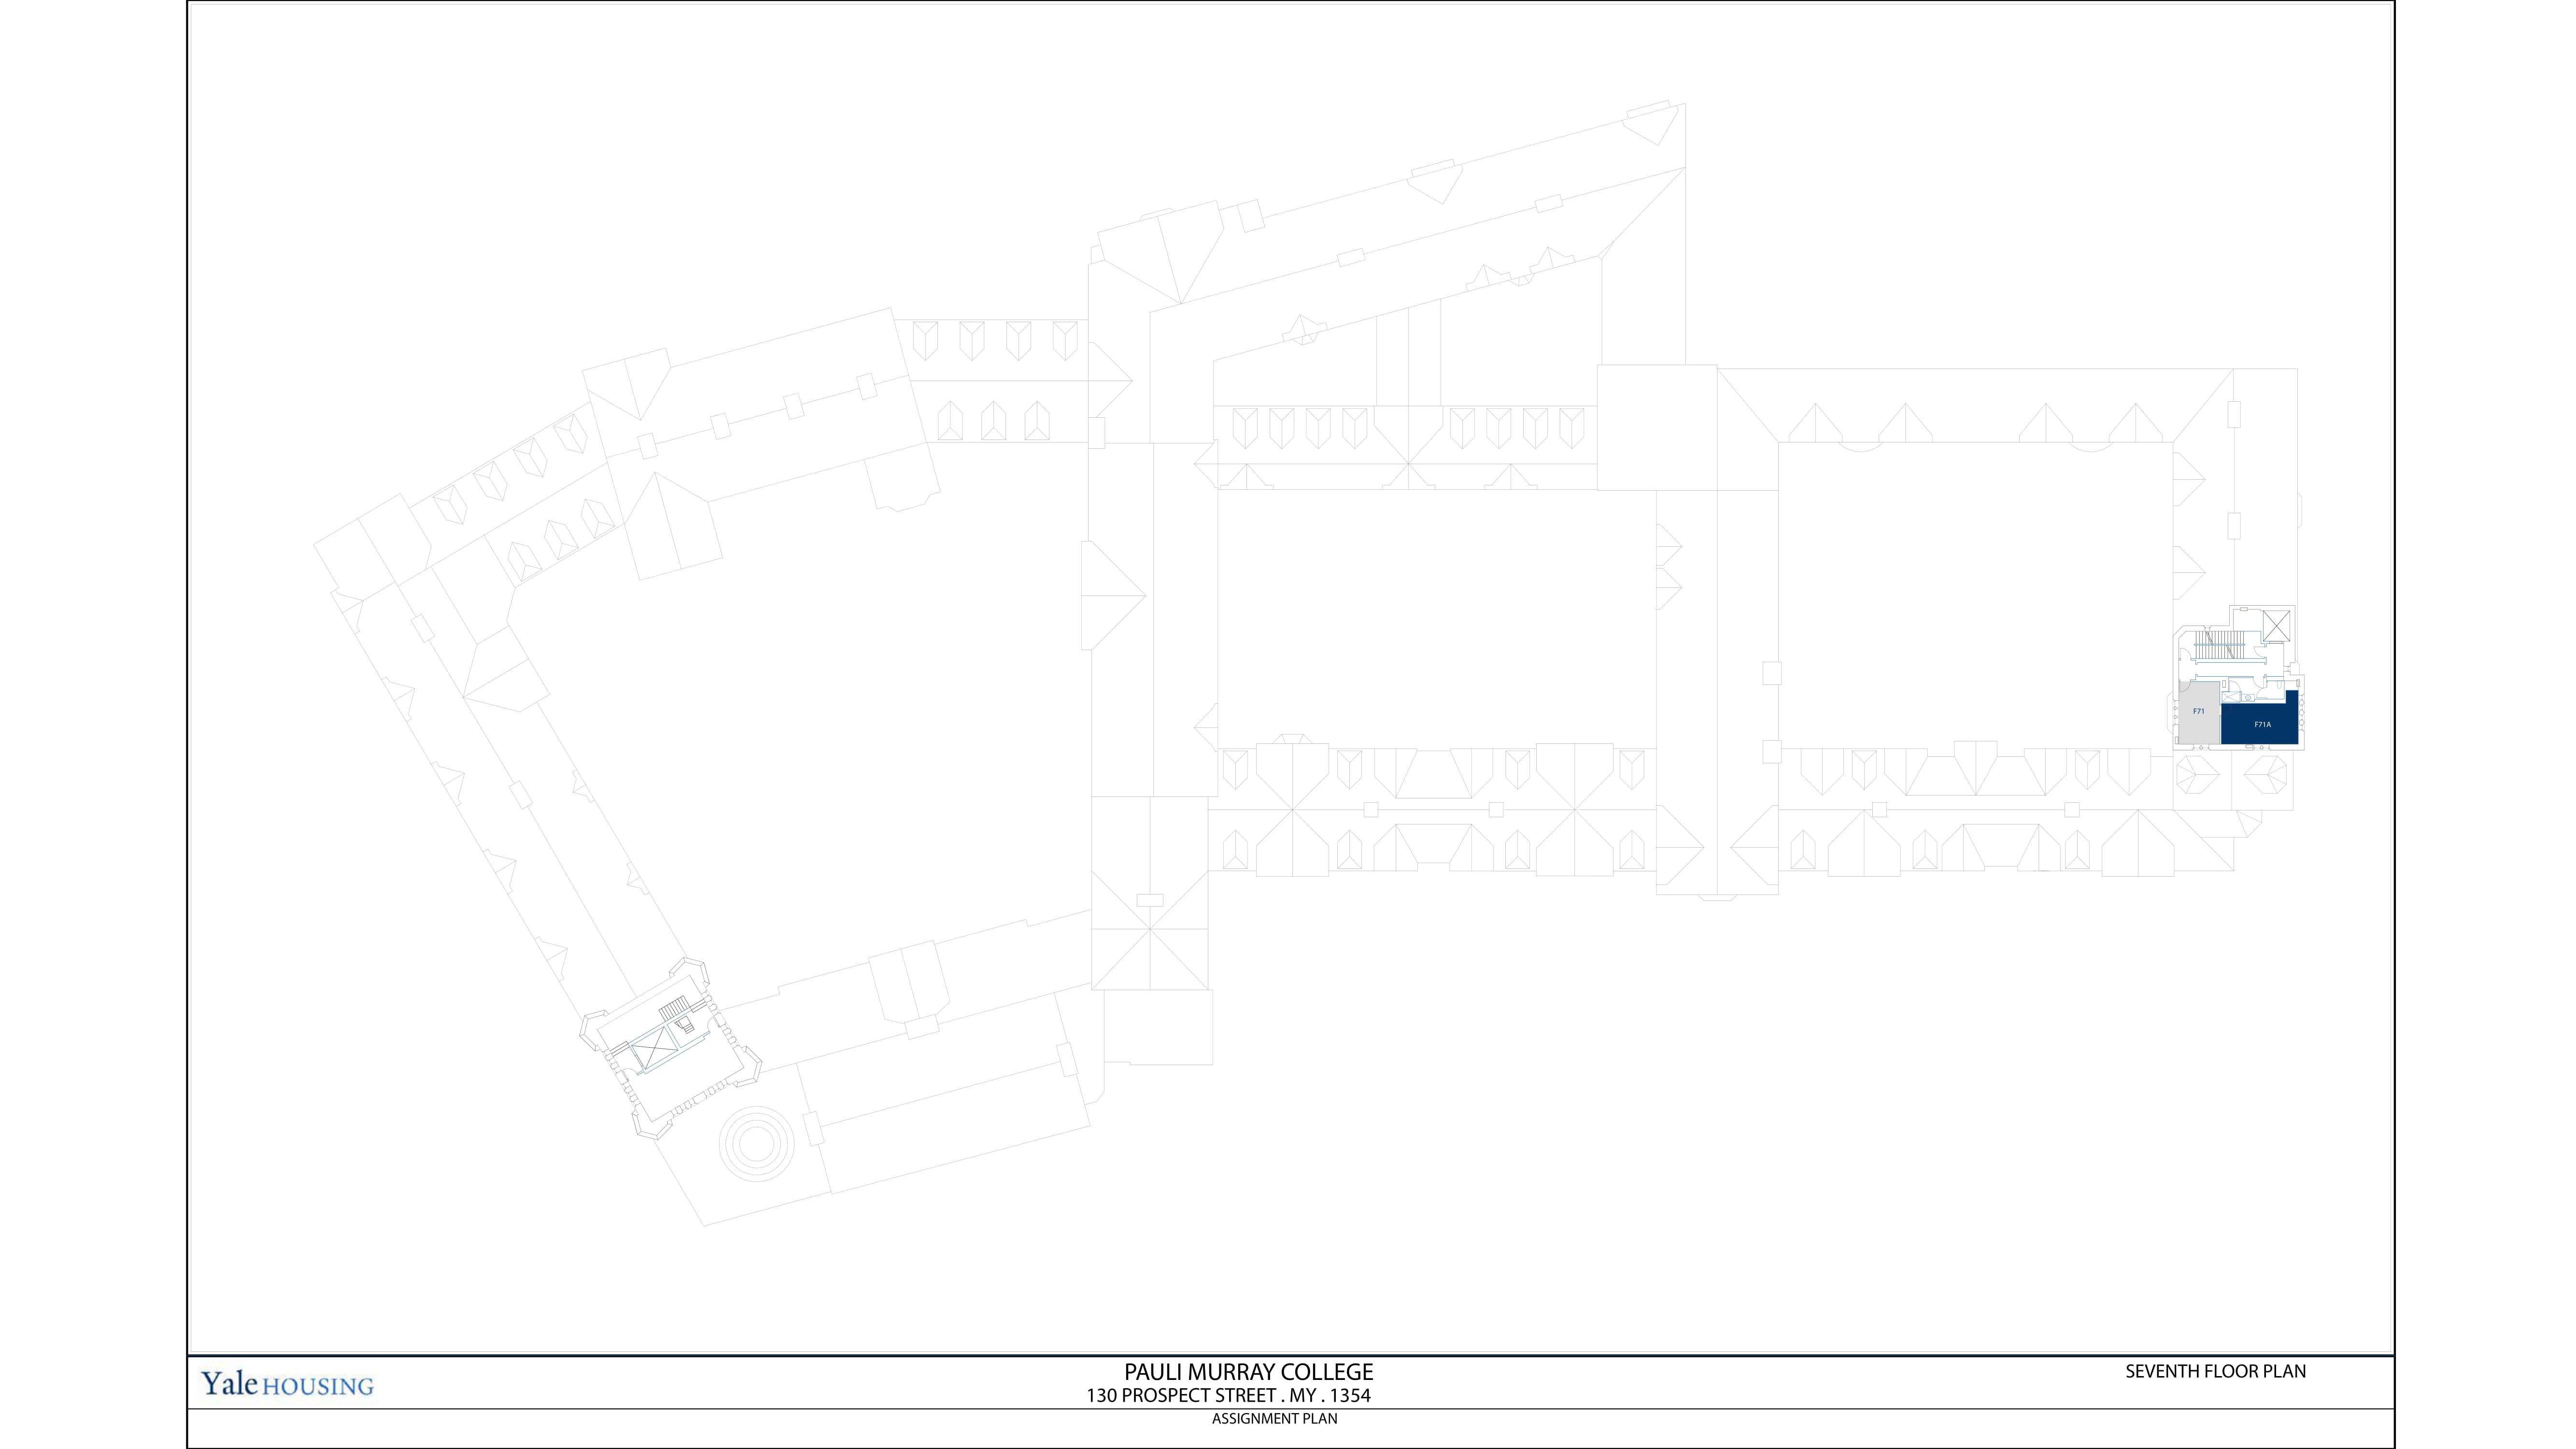 F71
F71A
Yale HOUSING
PAULI MURRAY COLLEGE
130 PROSPECT STREET . MY . 1354
ASSIGNMENT PLAN
SEVENTH FLOOR PLAN